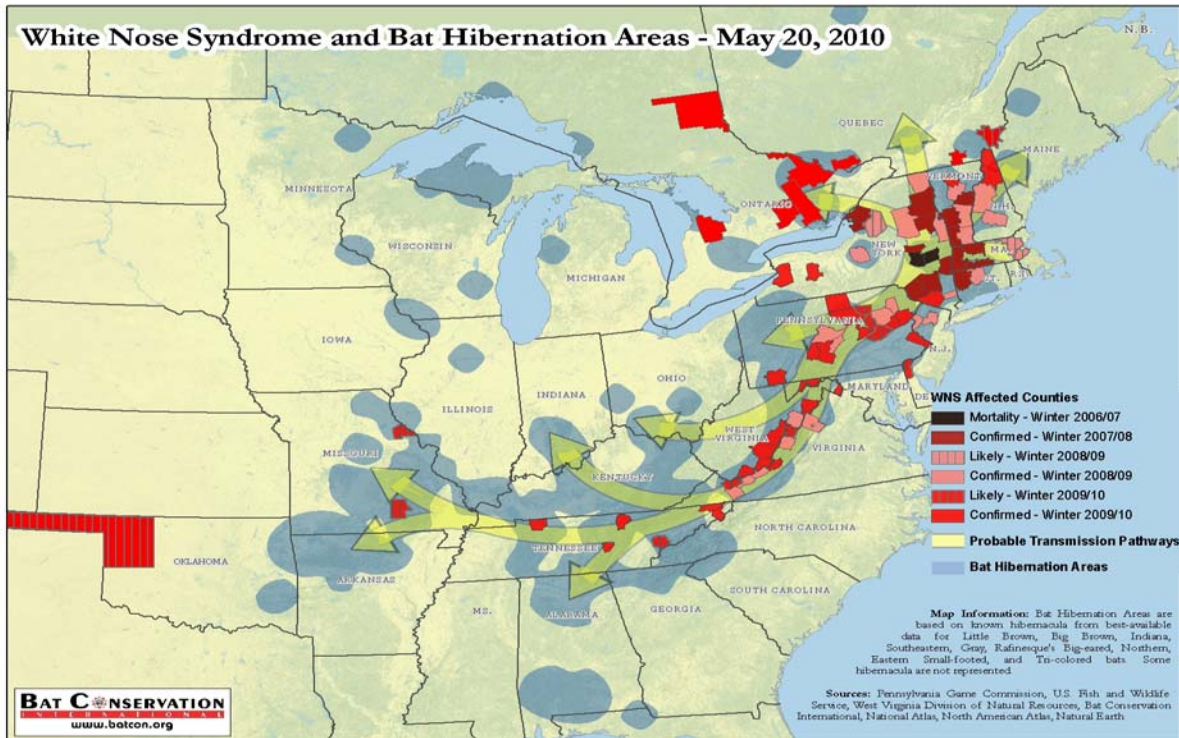 White Nose Syndrome and Bat Hibernation Areas - May 20, 2010
N.B.
QUEBEC
MAINE
MINNESOTA
VERMONT
ONTARIO
N.H.
WISCONSIN
NEW
YORK
MA.
MICHIGAN
R.I.
CT.
PENNSYLVANIA
IOWA
N.J.
OHIO
MARYLAND
INDIANA
DE
ILLINOIS
WEST
VIRGINIA
VIRGINIA
MISSOURI
KENTUCKY
NORTH CAROLINA
TENNESSEE
OKLAHOMA
ARKANSAS
SOUTH CAROLINA
MS.
ALABAMA
GEORGIA
WNS Affected Counties
Mortality - Winter 2006/07
Confirmed - Winter 2007/08
Likely - Winter 2008/09
Confirmed - Winter 2008/09
Likely - Winter 2009/10
Confirmed - Winter 2009/10
Probable Transmission Pathways
Bat Hibernation Areas
Map Information: Bat Hibernation Areas are
based on known hibernacula from best-available
data for Little Brown, Big Brown, Indiana,
Southeastern, Gray, Rafinesque's Big-eared, Northern,
Eastern Small-footed, and Tri-colored bats Some
hibernacula are not represented
Sources: Pennsylvania Game Commission, U.S. Fish and Wildlife
Service, West Virginia Division of Natural Resources, Bat Conservation
International, National Atlas, North American Atlas, Natural Earth
BAT CONSERVATION
INTERNATIONAL
www.batcon.org